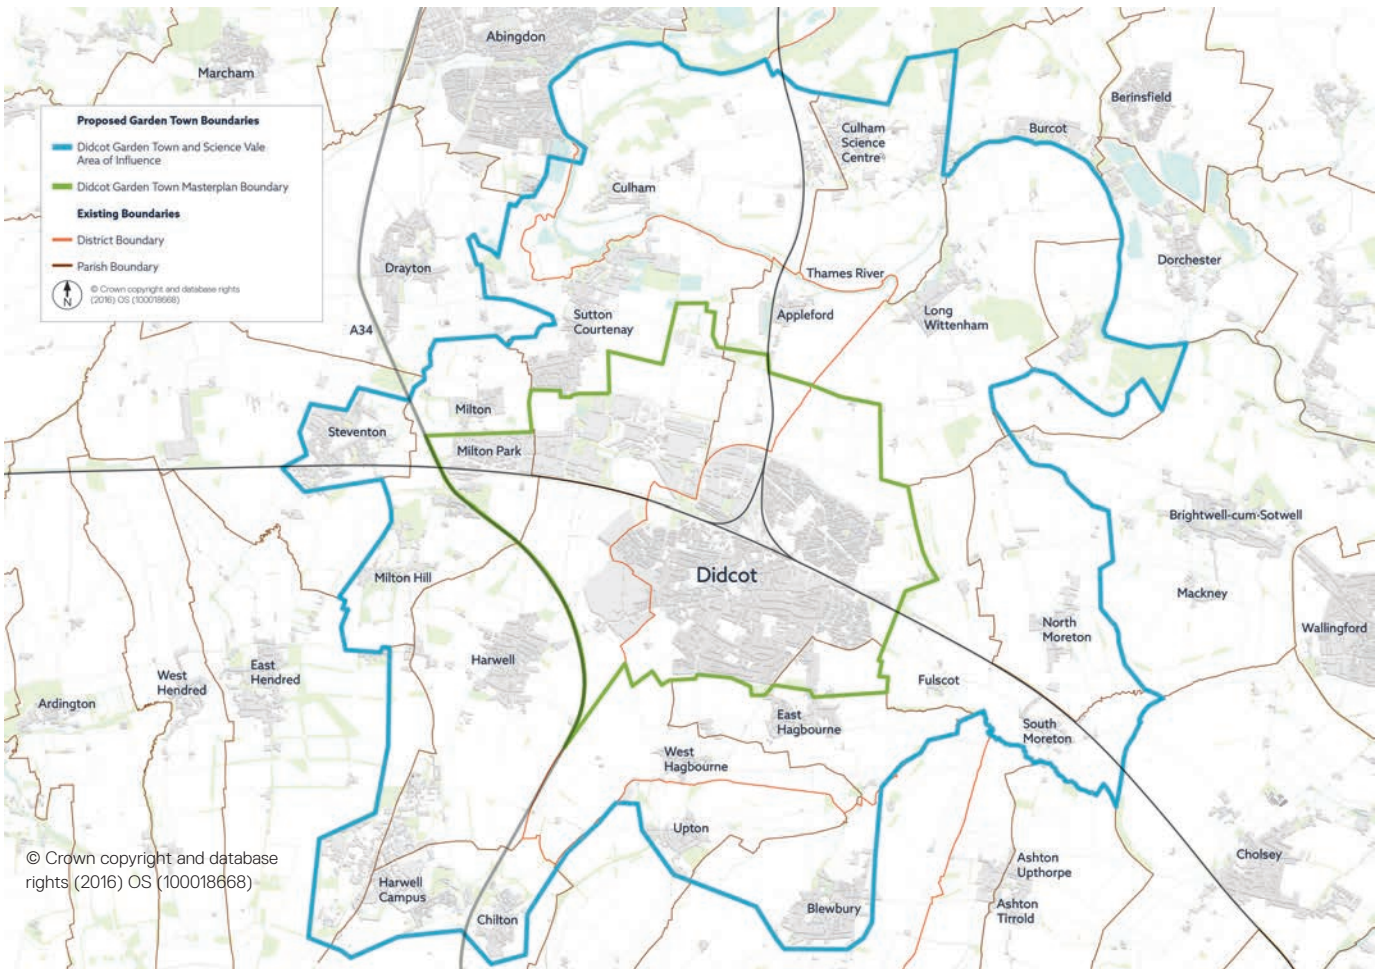 Abingdon
Marcham
Berinsfield
Proposed Garden Town Boundaries
Didcot Garden Town and Science Vale
Area of Influence
Didcot Garden Town Masterplan Boundary
Existing Boundaries
District Boundary
Parish Boundary
N
© Crown copyright and database rights
(2016) OS (100018668)
Culham
Science
Centre
Burcot
Culham
Drayton
Thames River
Dorchester
A34
Sutton
Courtenay
Appleford
Long
Wittenham
Milton
Steventon
Milton Park
Brightwell-cum-Sotwell
Didcot
Milton Hill
Mackney
North
Moreton
Wallingford
Harwell
East
Hendred
West
Hendred
Ardington
Fulscot
East
Hagbourne
South
Moreton
West
Hagbourne
Upton
© Crown copyright and database
rights (2016) OS (100018668)
Harwell
Campus
Chilton
Blewbury
Ashton
Upthorpe
Ashton
Tirrold
Cholsey